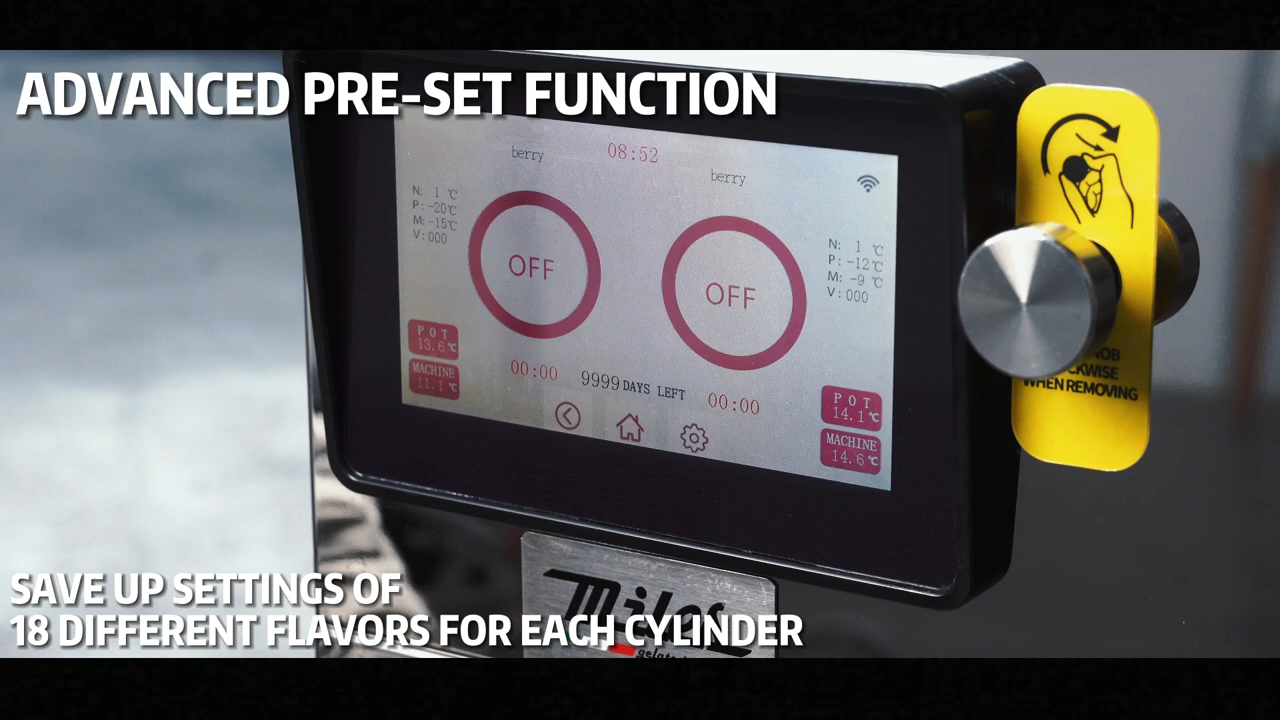 ADVANCED PRE-SET FUNCTION
berry
08:52
berry
N: 1 ℃
P: -20℃
M: -15℃
V: 000
OFF
OFF
N: 1 ℃
P: -12℃
M: -9 ℃
V: 000
POT
13.6℃
MACHINE
11.1℃
00:00
9999 DAYS LEFT
00:00
POT
14.1℃
MACHINE
14.6℃
WHEN REMOVING
SAVE UP SETTINGS OF
18 DIFFERENT FLAVORS FOR EACH CYLINDER